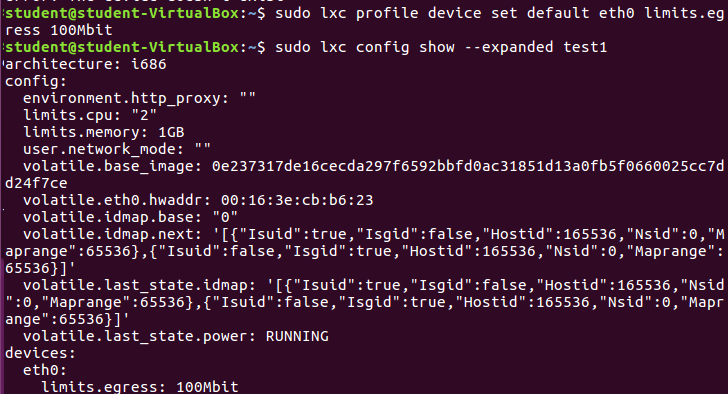 student@student-VirtualBox:~$ sudo lxc profile device set default eth0 limits.eg
ress 100Mbit
student@student-VirtualBox:~$ sudo lxc config show --expanded test1
architecture: i686
config:
  environment.http_proxy: ""
  limits.cpu: "2"
  limits.memory: 1GB
  user.network_mode: ""
  volatile.base_image: 0e237317de16cecda297f6592bbfd0ac31851d13a0fb5f0660025cc7d
d24f7ce
  volatile.eth0.hwaddr: 00:16:3e:cb:b6:23
  volatile.idmap.base: "0"
  volatile.idmap.next: '[{"Isuid":true,"Isgid":false,"Hostid":165536,"Nsid":0,"M
aprange":65536},{"Isuid":false,"Isgid":true,"Hostid":165536,"Nsid":0,"Maprange":
65536}]'
  volatile.last_state.idmap: '[{"Isuid":true,"Isgid":false,"Hostid":165536,"Nsid
":0,"Maprange":65536},{"Isuid":false,"Isgid":true,"Hostid":165536,"Nsid":0,"Mapr
ange":65536}]'
  volatile.last_state.power: RUNNING
devices:
  eth0:
    limits.egress: 100Mbit